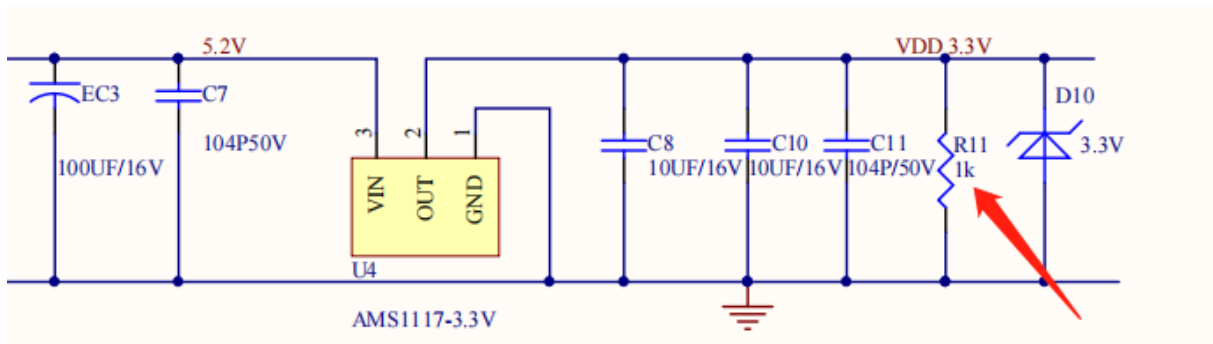 5.2V
VDD 3.3V
EC3
C7
D10
104P50V
3
2
1
C8
C10
C11
R11
3.3V
100UF/16V
10UF/16V
10UF/16V
104P/50V
1k
VIN
OUT
GND
U4
AMS1117-3.3V